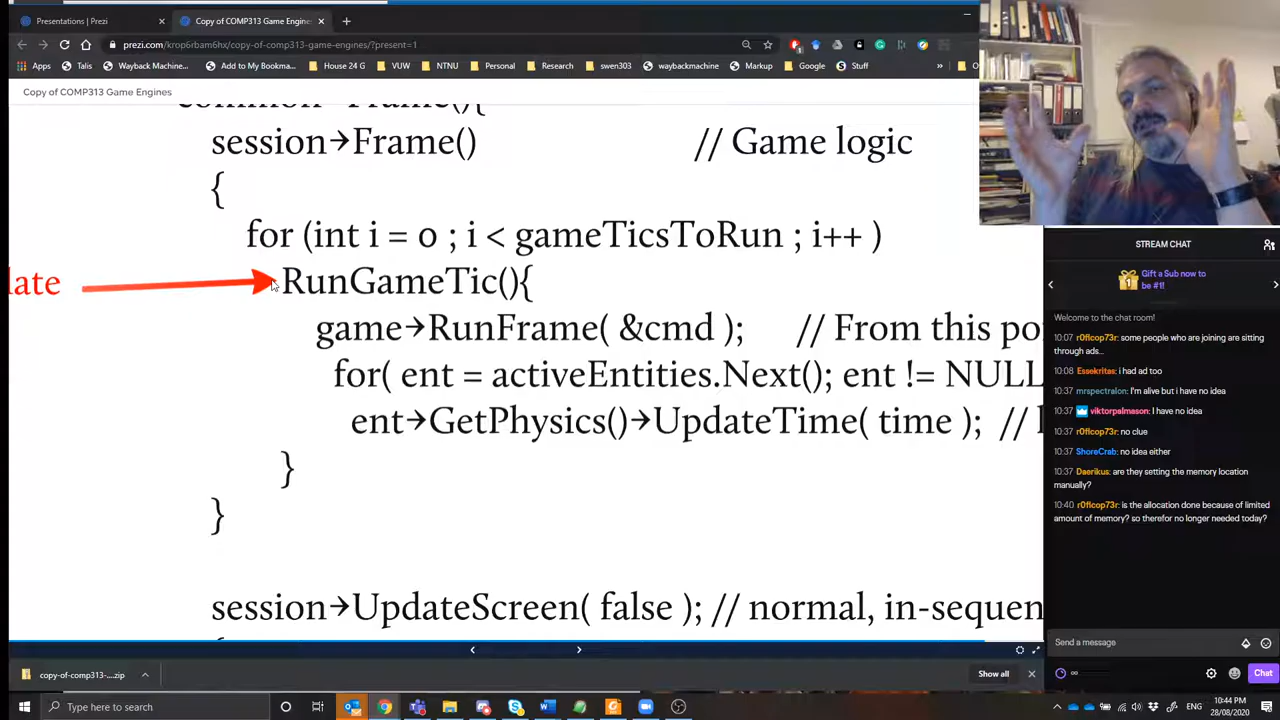 Presentations | Prezi
Copy of COMP313 Game Engines
prezi.com/krop6rbam6hx/copy-of-comp313-game-engines/?present=1
Apps
Talis
Wayback Machine...
Add to My Bookma...
House 24 G
VUW
NTNU
Personal
Research
swen303
waybackmachine
Markup
Google
Stuff
»
Copy of COMP313 Game Engines
session→Frame() // Game logic
{
for (int i = 0 ; i < gameTicsToRun ; i++ )
late
RunGameTic(){
game→RunFrame( &cmd ); // From this po
for( ent = activeEntities.Next(); ent != NULL
ent→GetPhysics()→UpdateTime( time ); //
}
}
session→UpdateScreen( false ); // normal, in-sequen
STREAM CHAT
Gift a Sub now to
be #1!
Welcome to the chat room!
10:07 r0flcop73r: some people who are joining are sitting
through ads...
10:08 Essekritas: i had ad too
10:37 mrspectralon: I'm alive but i have no idea
10:37 viktorpalmason: I have no idea
10:37 r0flcop73r: no clue
10:37 ShoreCrab: no idea either
10:37 Daerikus: are they setting the memory location
manually?
10:40 r0flcop73r: is the allocation done because of limited
amount of memory? so therefor no longer needed today?
Send a message
Chat
copy-of-comp313-....zip
Show all
Type here to search
10:44 PM
28/08/2020